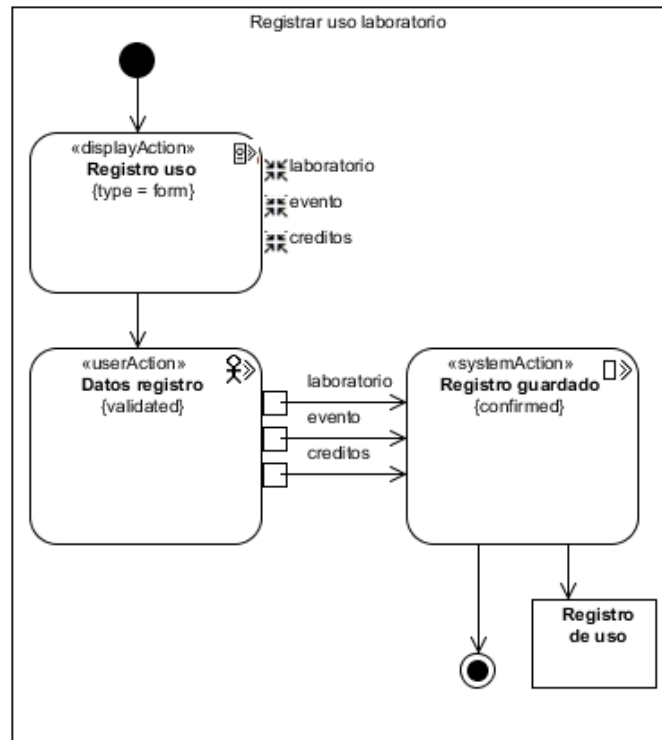 Registrar uso laboratorio
«displayAction»
Registro uso
{type = form}
laboratorio
evento
creditos
«userAction»
Datos registro
{validated}
laboratorio
evento
creditos
«systemAction»
Registro guardado
{confirmed}
Registro
de uso